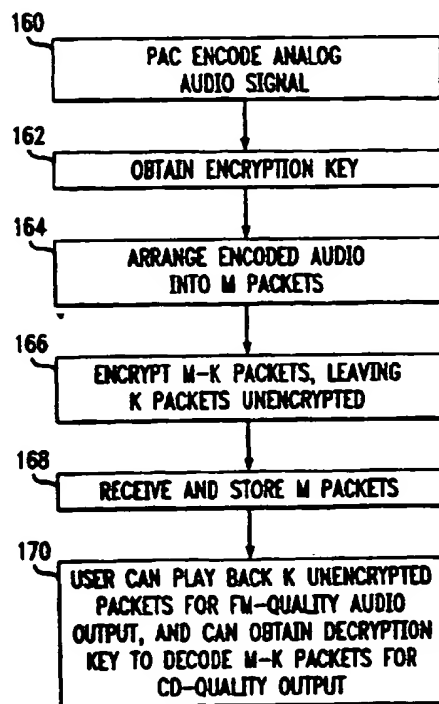 160
PAC ENCODE ANALOG
AUDIO SIGNAL
162
OBTAIN ENCRYPTION KEY
164
ARRANGE ENCODED AUDIO
INTO M PACKETS
166
ENCRYPT M-K PACKETS, LEAVING
K PACKETS UNENCRYPTED
168
RECEIVE AND STORE M PACKETS
170
USER CAN PLAY BACK K UNENCRYPTED
PACKETS FOR FM-QUALITY AUDIO
OUTPUT, AND CAN OBTAIN DECRYPTION
KEY TO DECODE M-K PACKETS FOR
CD-QUALITY OUTPUT